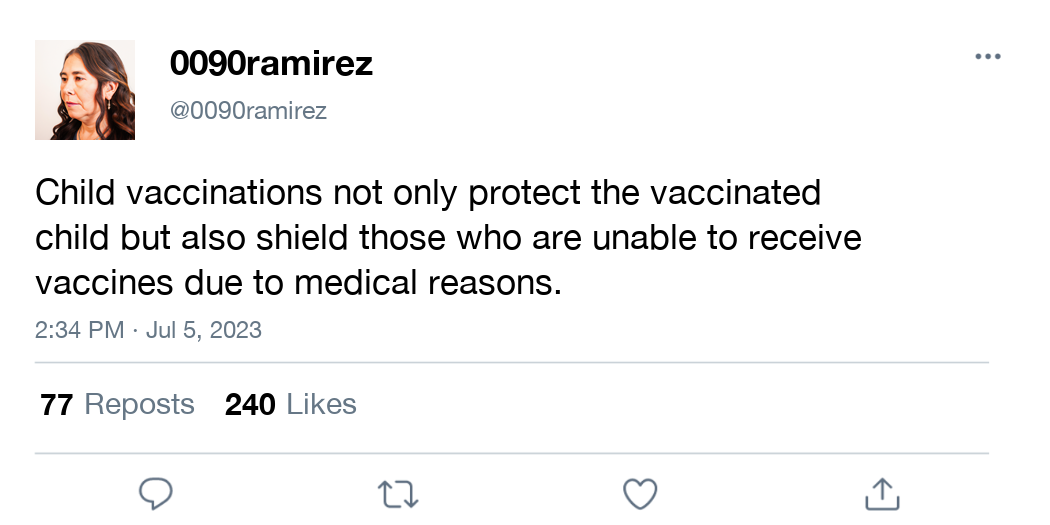 0090ramirez
@0090ramirez
Child vaccinations not only protect the vaccinated
child but also shield those who are unable to receive
vaccines due to medical reasons.
2:34 PM · Jul 5, 2023
77 Reposts 240 Likes